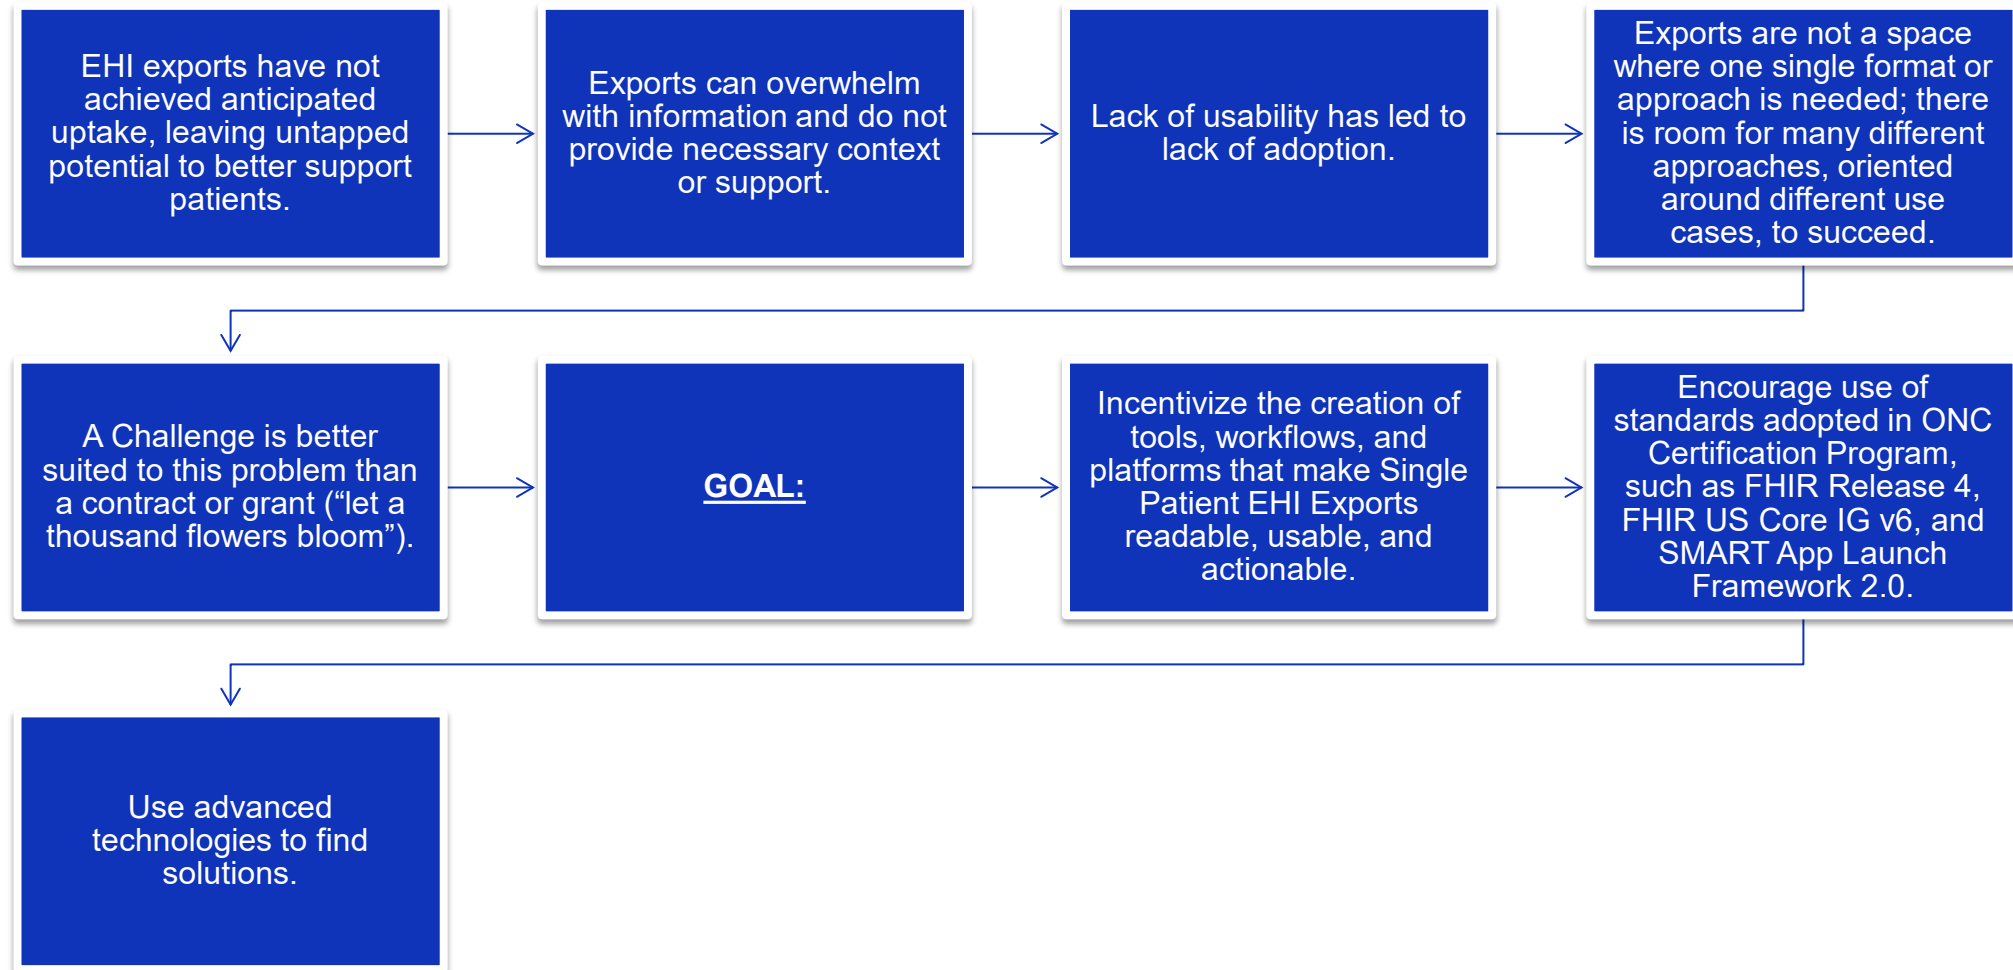 EHI exports have not
achieved anticipated
uptake, leaving untapped
potential to better support
patients.
Exports can overwhelm
with information and do not
provide necessary context
or support.
Lack of usability has led to
lack of adoption.
Exports are not a space
where one single format or
approach is needed; there
is room for many different
approaches, oriented
around different use
cases, to succeed.
A Challenge is better
suited to this problem than
a contract or grant (“let a
thousand flowers bloom”).
GOAL:
Incentivize the creation of
tools, workflows, and
platforms that make Single
Patient EHI Exports
readable, usable, and
actionable.
Encourage use of
standards adopted in ONC
Certification Program,
such as FHIR Release 4,
FHIR US Core IG v6, and
SMART App Launch
Framework 2.0.
Use advanced
technologies to find
solutions.